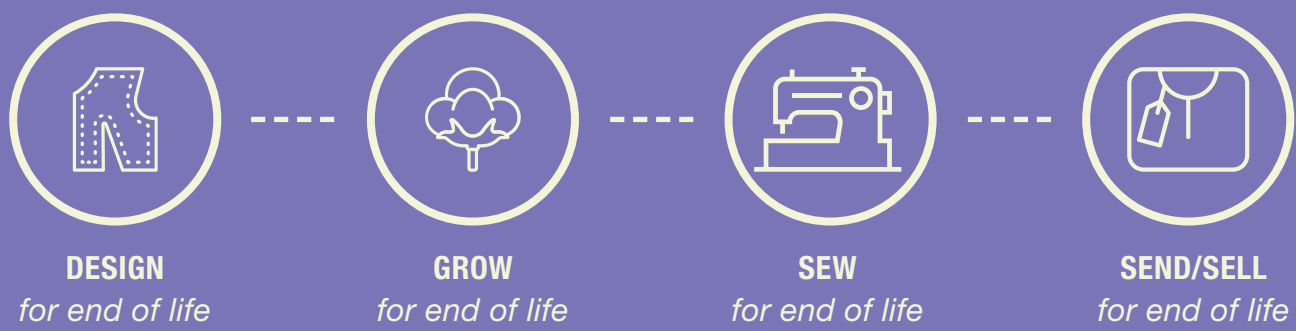 DESIGN
for end of life
GROW
for end of life
SEW
for end of life
SEND/SELL
for end of life